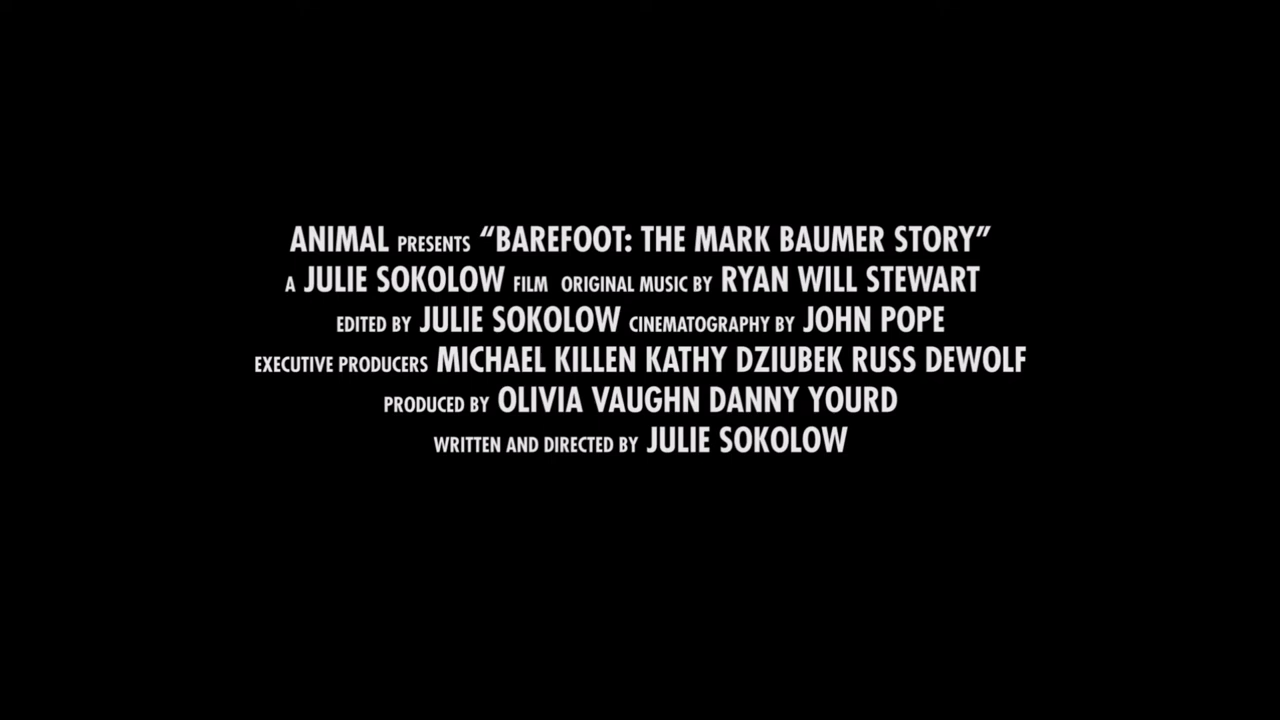 ANIMAL PRESENTS “BAREFOOT: THE MARK BAUMER STORY”
A JULIE SOKOLOW FILM ORIGINAL MUSIC BY RYAN WILL STEWART
EDITED BY JULIE SOKOLOW CINEMATOGRAPHY BY JOHN POPE
EXECUTIVE PRODUCERS MICHAEL KILLEN KATHY DZIUBEK RUSS DEWOLF
PRODUCED BY OLIVIA VAUGHN DANNY YOURD
WRITTEN AND DIRECTED BY JULIE SOKOLOW